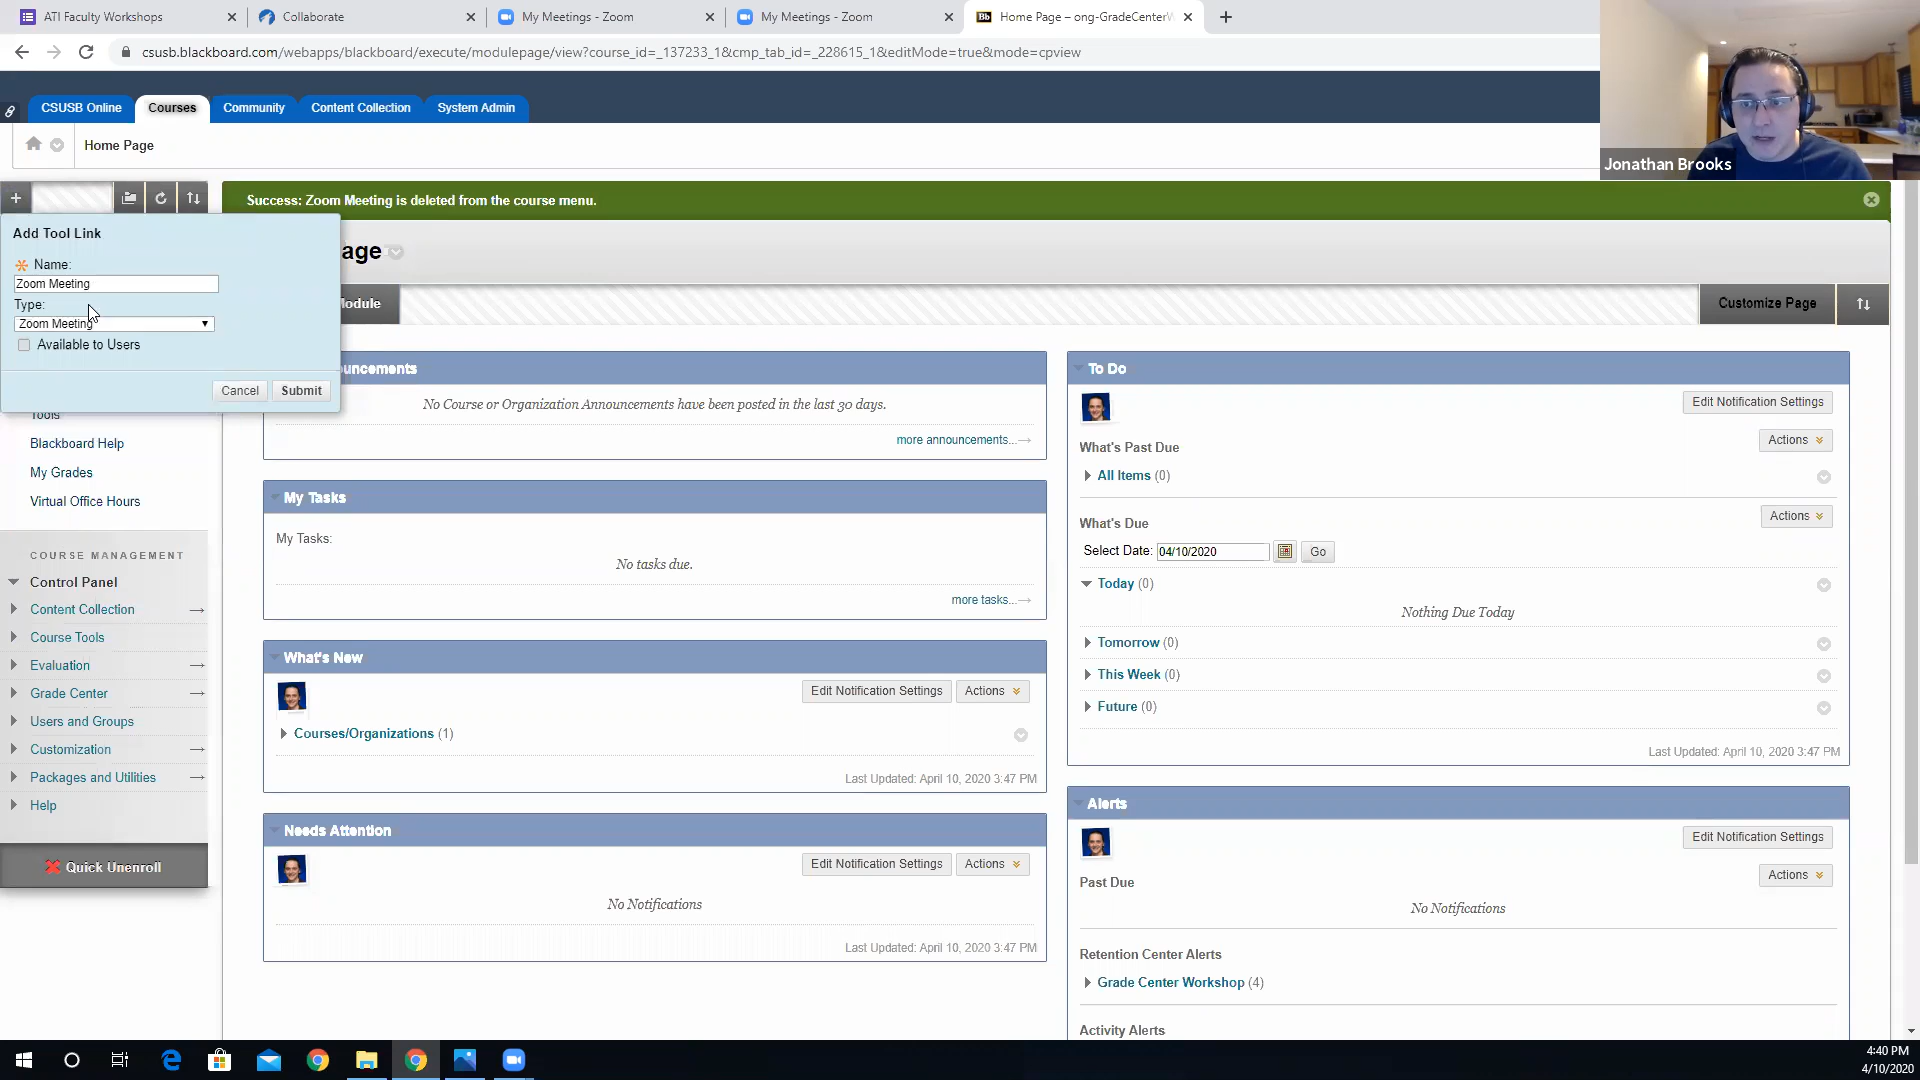 ATI Faculty Workshops
Collaborate
My Meetings - Zoom
My Meetings - Zoom
Bb
Home Page – ong-GradeCenterW
csusb.blackboard.com/webapps/blackboard/execute/modulepage/view?course_id=_137233_1&cmp_tab_id=_228615_1&editMode=true&mode=cpview
CSUSB Online
Courses
Community
Content Collection
System Admin
Home Page
Jonathan Brooks
Success: Zoom Meeting is deleted from the course menu.
Add Tool Link
Name:
Zoom Meeting
Type:
Zoom Meeting
Available to Users
Cancel
Submit
age
odule
Customize Page
Tools
Blackboard Help
My Grades
Virtual Office Hours
COURSE MANAGEMENT
Control Panel
Content Collection
Course Tools
Evaluation
Grade Center
Users and Groups
Customization
Packages and Utilities
Help
Quick Unenroll
uncements
No Course or Organization Announcements have been posted in the last 30 days.
more announcements...
My Tasks
My Tasks:
No tasks due.
more tasks...
What's New
Edit Notification Settings
Actions
Courses/Organizations (1)
Last Updated: April 10, 2020 3:47 PM
Needs Attention
Edit Notification Settings
Actions
No Notifications
Last Updated: April 10, 2020 3:47 PM
To Do
Edit Notification Settings
Actions
What's Past Due
All Items (0)
Actions
What's Due
Select Date: 04/10/2020 Go
Today (0)
Nothing Due Today
Tomorrow (0)
This Week (0)
Future (0)
Last Updated: April 10, 2020 3:47 PM
Alerts
Edit Notification Settings
Actions
Past Due
No Notifications
Retention Center Alerts
Grade Center Workshop (4)
Activity Alerts
4:40 PM
4/10/2020